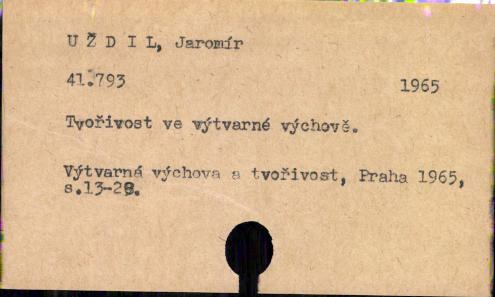 U Ž D I L, Jaromír
41.793 1965
Tvořivost ve výtvarné výchově.
Výtvarná výchova a tvořivost, Praha 1965,
s.13-28.